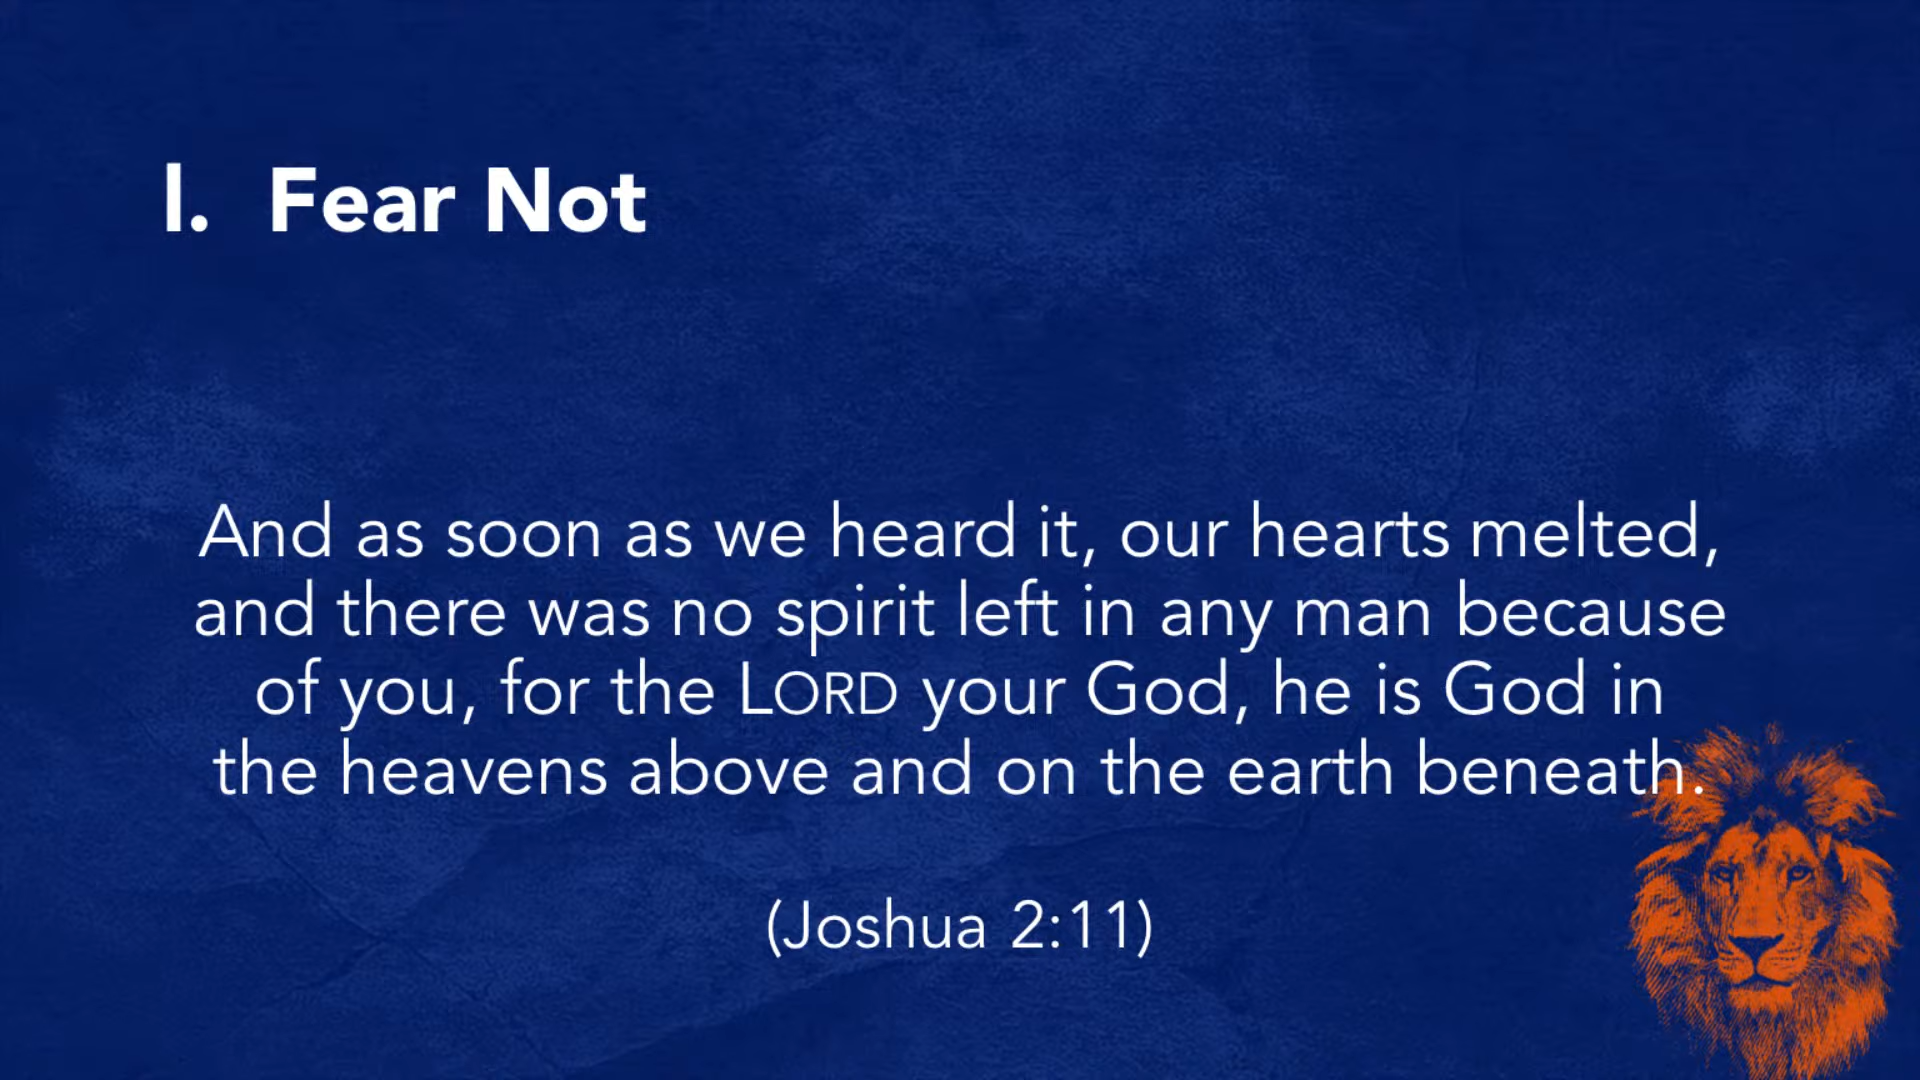 I. Fear Not
And as soon as we heard it, our hearts melted,
and there was no spirit left in any man because
of you, for the LORD your God, he is God in
the heavens above and on the earth beneath.
(Joshua 2:11)